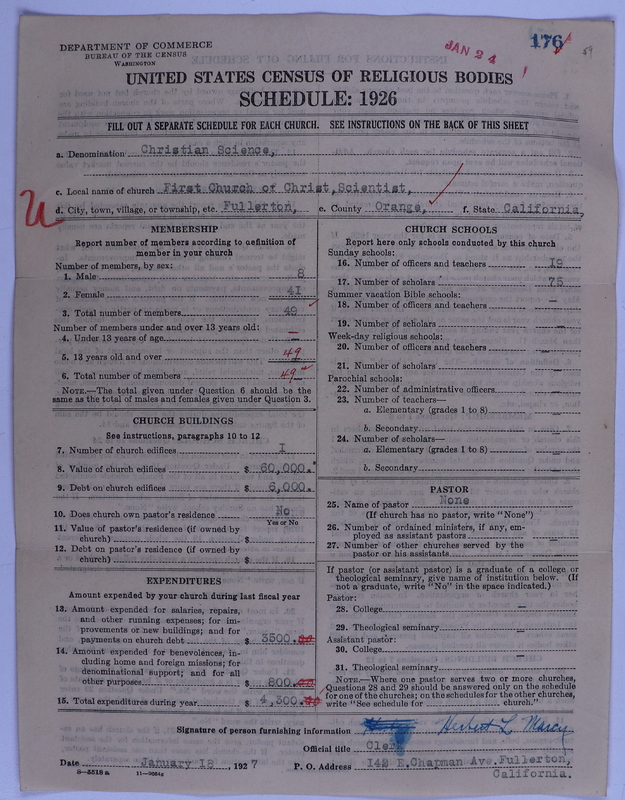 DEPARTMENT OF COMMERCE
BUREAU OF THE CENSUS
WASHINGTON
JAN 24
176
59
UNITED STATES CENSUS OF RELIGIOUS BODIES
SCHEDULE: 1926
FILL OUT A SEPARATE SCHEDULE FOR EACH CHURCH. SEE INSTRUCTIONS ON THE BACK OF THIS SHEET
a. Denomination Christian Science,
c. Local name of church First Church of Christ,Scientist,
U
d. City, town, village, or township, etc. Fullerton, e. County Orange, f. State California,
MEMBERSHIP
Report number of members according to definition of
member in your church
Number of members, by sex:
1. Male 8
2. Female 41
3. Total number of members 49
Number of members under and over 13 years old:
4. Under 13 years of age —
5. 13 years old and over 49
6. Total number of members 49
NOTE.—The total given under Question 6 should be the
same as the total of males and females given under Question 3.
CHURCH BUILDINGS
See instructions, paragraphs 10 to 12
7. Number of church edifices I
8. Value of church edifices $ 60,000.
9. Debt on church edifices $ 6,000.
10. Does church own pastor's residence No
Yes or No
11. Value of pastor's residence (if owned by
church) $
12. Debt on pastor's residence (if owned by
church) $
EXPENDITURES
Amount expended by your church during last fiscal year
13. Amount expended for salaries, repairs,
and other running expenses; for im-
provements or new buildings; and for
payments on church debt $ 3500.00
14. Amount expended for benevolences, in-
cluding home and foreign missions; for
denominational support; and for all
other purposes $ 800.00
15. Total expenditures during year $ 4,300.00
CHURCH SCHOOLS
Report here only schools conducted by this church
Sunday schools:
16. Number of officers and teachers 19
17. Number of scholars 75
Summer vacation Bible schools:
18. Number of officers and teachers —
19. Number of scholars —
Week-day religious schools:
20. Number of officers and teachers —
21. Number of scholars —
Parochial schools:
22. Number of administrative officers —
23. Number of teachers—
a. Elementary (grades 1 to 8) —
b. Secondary —
24. Number of scholars—
a. Elementary (grades 1 to 8) —
b. Secondary —
PASTOR
25. Name of pastor None
(If church has no pastor, write "None")
26. Number of ordained ministers, if any, em-
ployed as assistant pastors —
27. Number of other churches served by the
pastor or his assistants —
If pastor (or assistant pastor) is a graduate of a college or
theological seminary, give name of institution below. (If
not a graduate, write "No" in the space indicated.)
Pastor:
28. College —
29. Theological seminary —
Assistant pastor:
30. College —
31. Theological seminary
NOTE.—Where one pastor serves two or more churches,
Questions 28 and 29 should be answered only on the schedule
for one of the churches; on the schedules for the other churches,
write "See schedule for church."
Signature of person furnishing information Herbert L. Marcy
Official title Clerk
Date January 18, 1927 P. O. Address 142 E.Chapman Ave.Fullerton,
California.
8—5518 a 11—9054